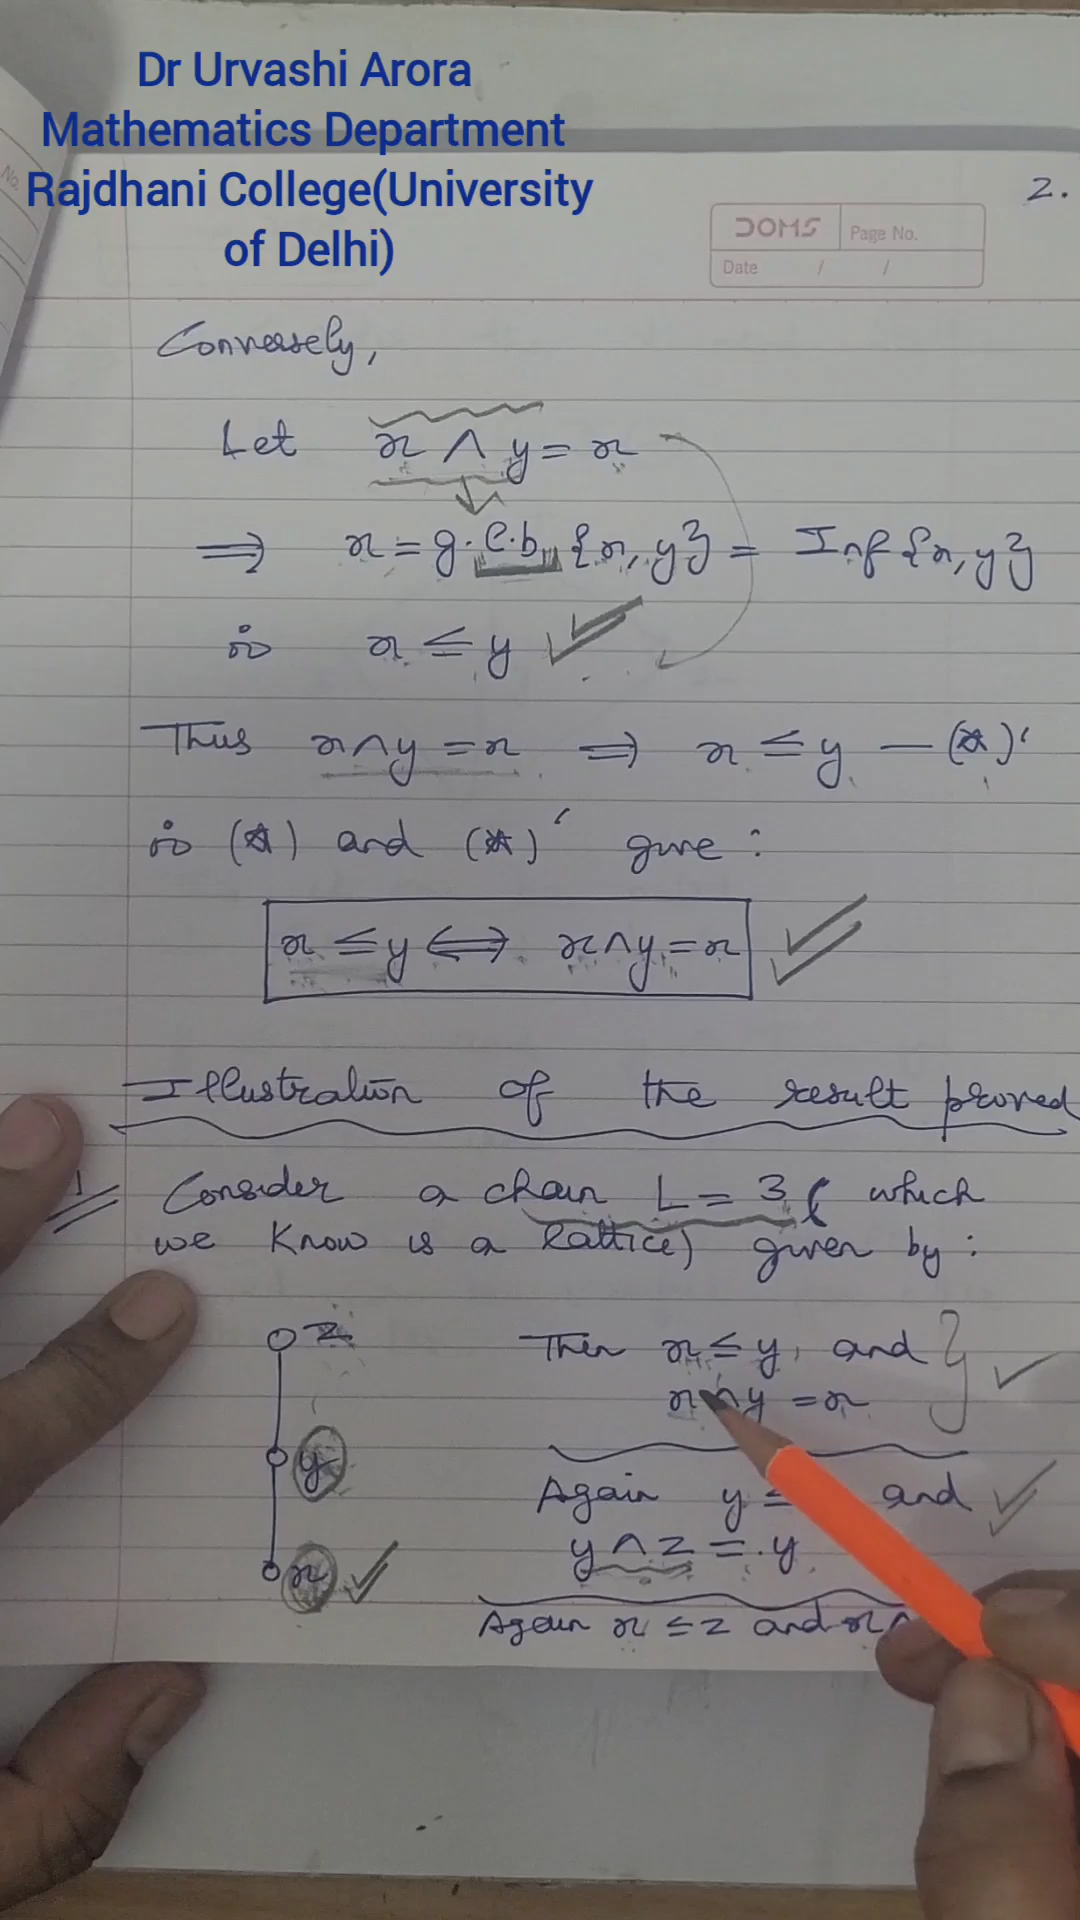 Dr Urvashi Arora
Mathematics Department
Rajdhani College(University
of Delhi)
No.
2.
DOMS Page No.
Date / /
Conversely,
Let x ∧ y = x
⟹ x = g.l.b {x, y} = Inf {x, y}
∴ x ≤ y
Thus x∧y = x ⟹ x ≤ y — (*)'
∴ (*) and (*)' give :
x ≤ y ⟺ x∧y = x
Illustration of the result proved
1 Consider a chain L = 3 ( which
we know is a lattice) given by :
z
y
x
Then x ≤ y, and }
x∧y = x
Again y ≤ and
y ∧ z = y
Again x ≤ z and x∧